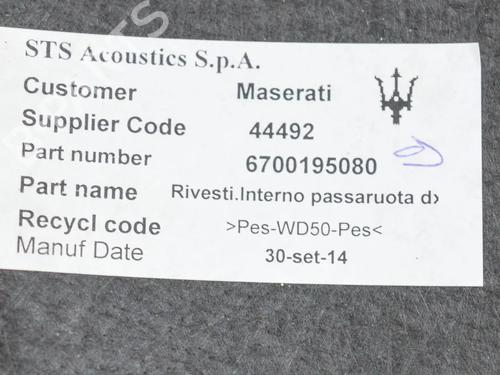 STS Acoustics S.p.A.
Customer Maserati
Supplier Code 44492
Part number 6700195080
Part name Rivesti.Interno passaruota dx
Recycl code >Pes-WD50-Pes<
Manuf Date 30-set-14